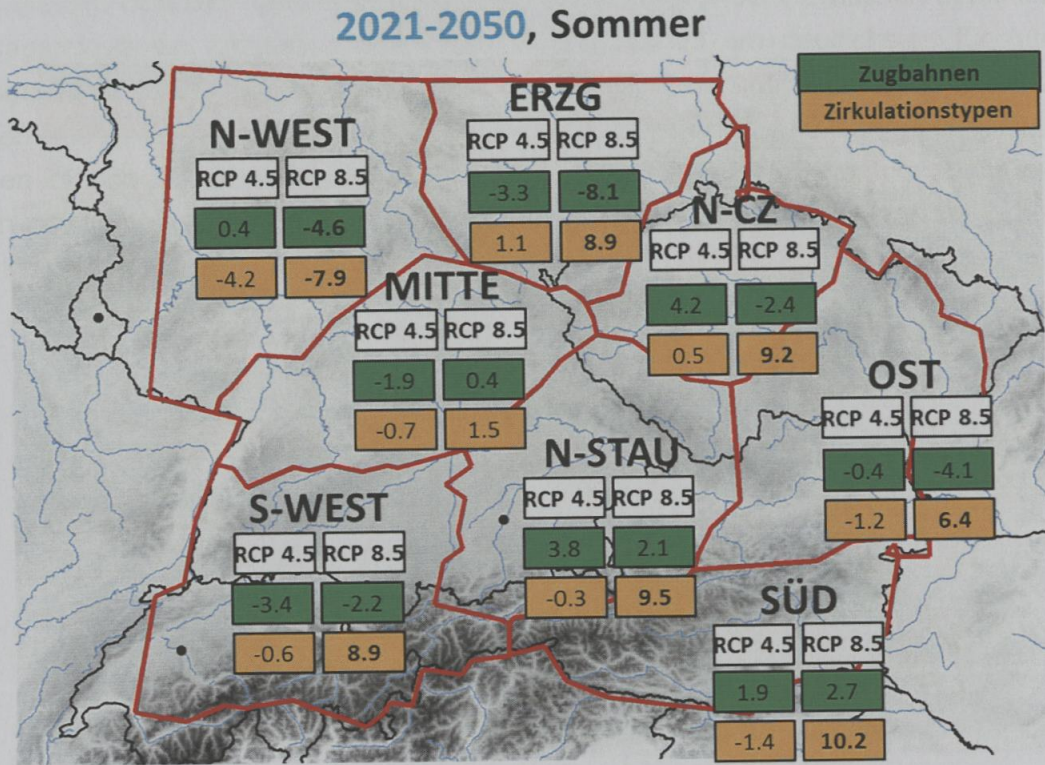 2021-2050, Sommer
Zugbahnen
Zirkulationstypen
N-WEST
RCP 4.5 RCP 8.5
0.4 -4.6
-4.2 -7.9
ERZG
RCP 4.5 RCP 8.5
-3.3 -8.1
1.1 8.9
N-CZ
RCP 4.5 RCP 8.5
4.2 -2.4
0.5 9.2
MITTE
RCP 4.5 RCP 8.5
-1.9 0.4
-0.7 1.5
OST
RCP 4.5 RCP 8.5
-0.4 -4.1
-1.2 6.4
N-STAU
RCP 4.5 RCP 8.5
3.8 2.1
-0.3 9.5
S-WEST
RCP 4.5 RCP 8.5
-3.4 -2.2
-0.6 8.9
SÜD
RCP 4.5 RCP 8.5
1.9 2.7
-1.4 10.2